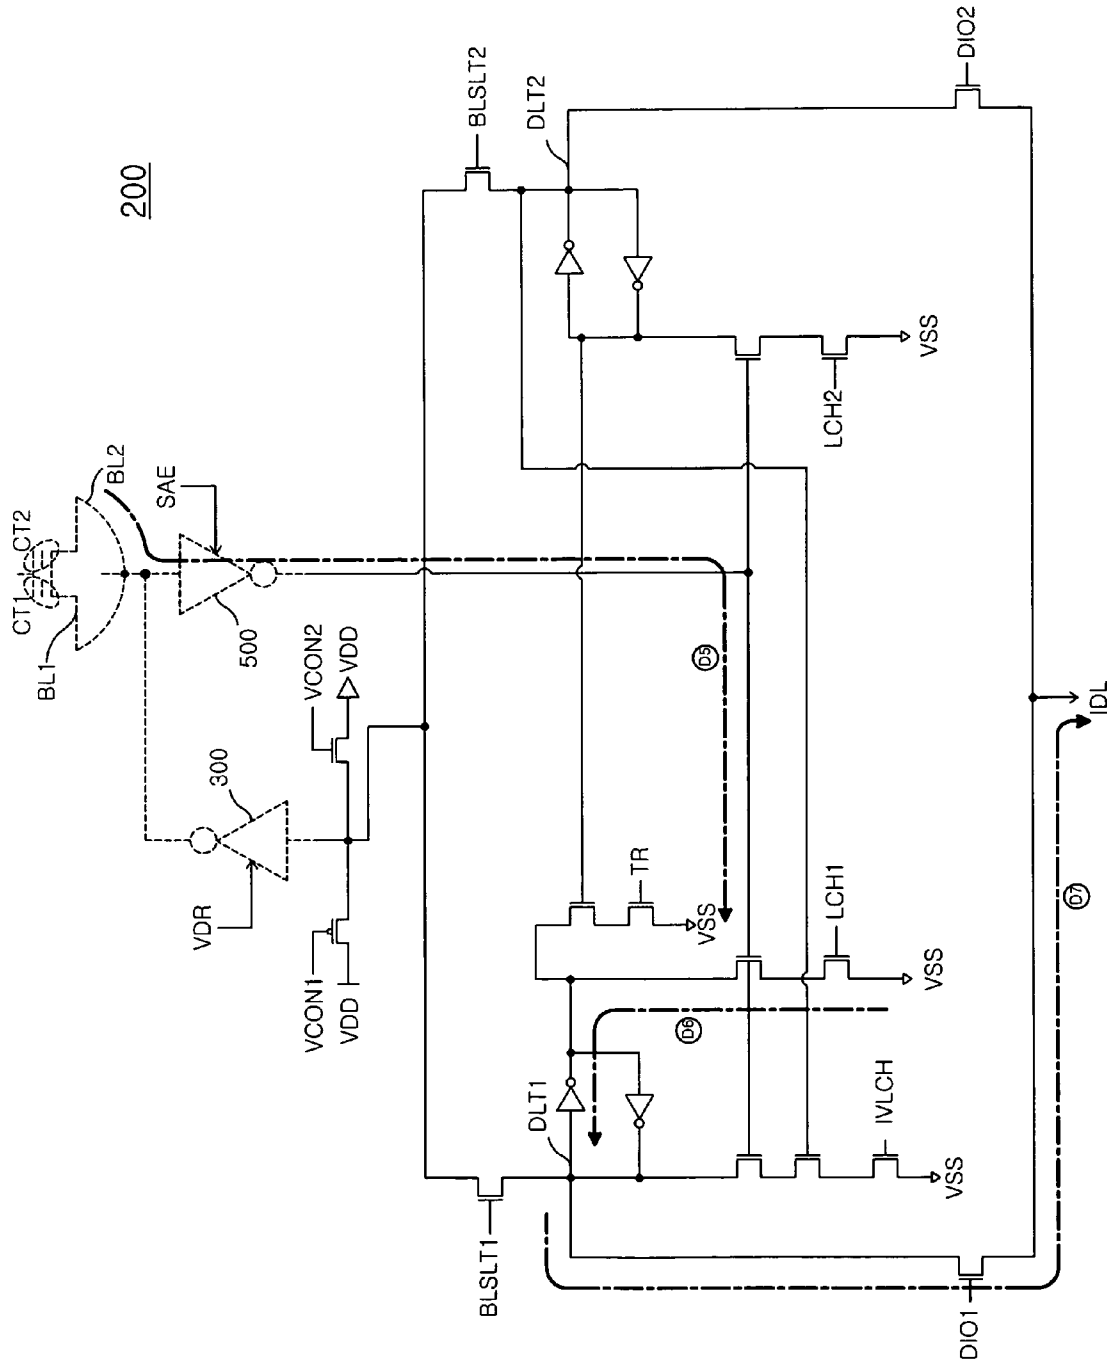 200
CT1
CT2
BL1
BL2
SAE
500
VCON2
VDD
300
VDR
VCON1
VDD
BLSLT2
DLT2
DIO2
LCH2
VSS
TR
VSS
D5
LCH1
VSS
D6
DLT1
IVLCH
VSS
BLSLT1
DIO1
D7
IDL